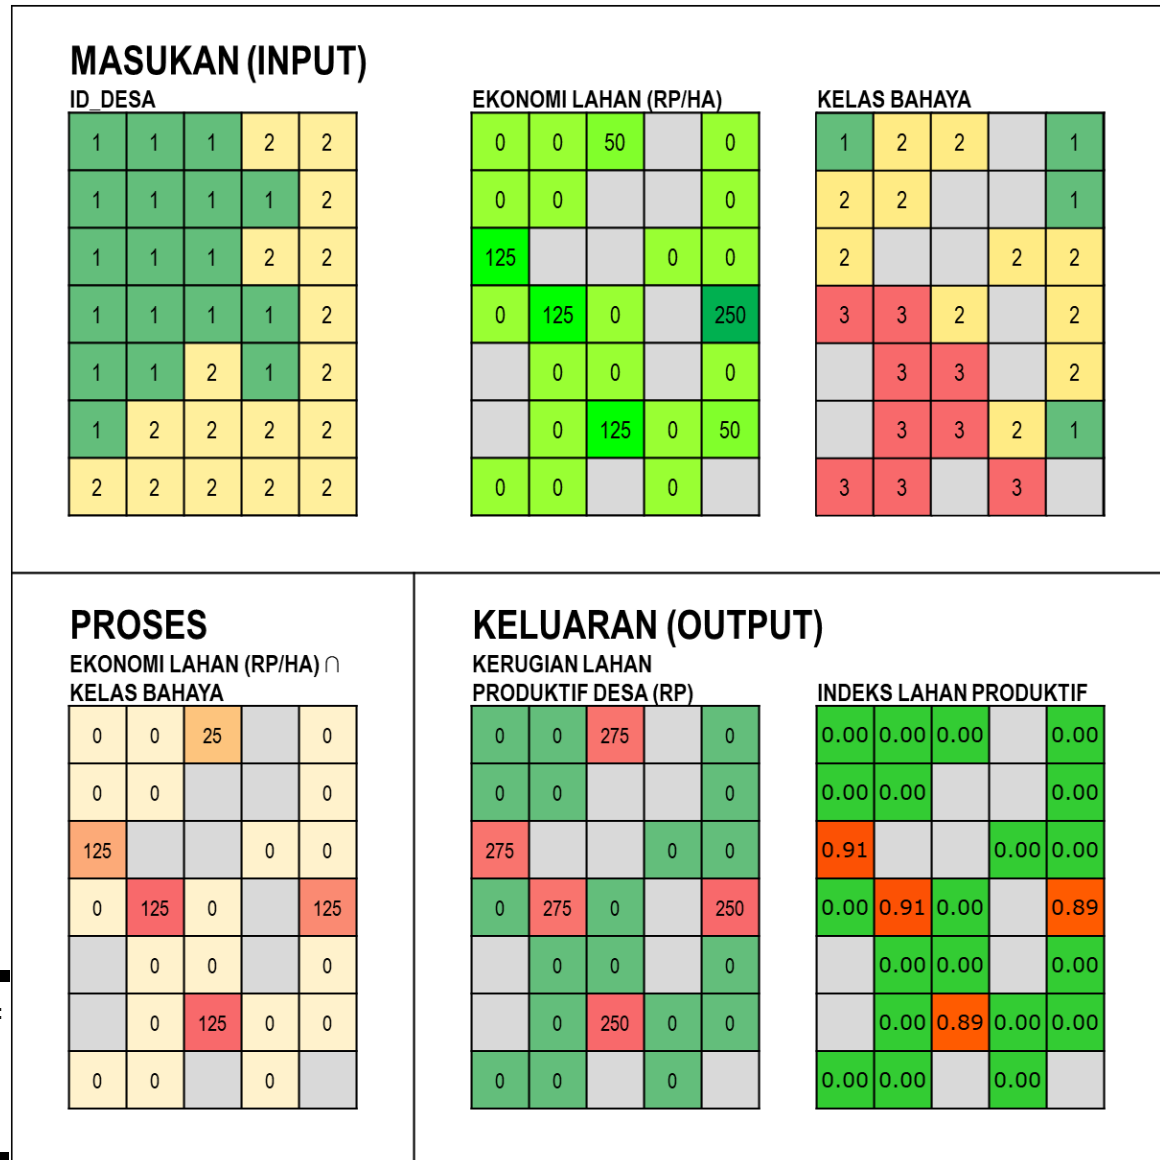 MASUKAN (INPUT)
ID_DESA
1 1 1 2 2
1 1 1 1 2
1 1 1 2 2
1 1 1 1 2
1 1 2 1 2
1 2 2 2 2
2 2 2 2 2
EKONOMI LAHAN (RP/HA)
0 0 50 0
0 0 0
125 0 0
0 125 0 250
0 0 0
0 125 0 50
0 0 0
KELAS BAHAYA
1 2 2 1
2 2 1
2 2 2
3 3 2 2
3 3 2
3 3 2 1
3 3 3
PROSES
EKONOMI LAHAN (RP/HA) ∩
KELAS BAHAYA
0 0 25 0
0 0 0
125 0 0
0 125 0 125
0 0 0
0 125 0 0
0 0 0
KELUARAN (OUTPUT)
KERUGIAN LAHAN
PRODUKTIF DESA (RP)
0 0 275 0
0 0 0
275 0 0
0 275 0 250
0 0 0
0 250 0 0
0 0 0
INDEKS LAHAN PRODUKTIF
0.00 0.00 0.00 0.00
0.00 0.00 0.00
0.91 0.00 0.00
0.00 0.91 0.00 0.89
0.00 0.00 0.00
0.00 0.89 0.00 0.00
0.00 0.00 0.00